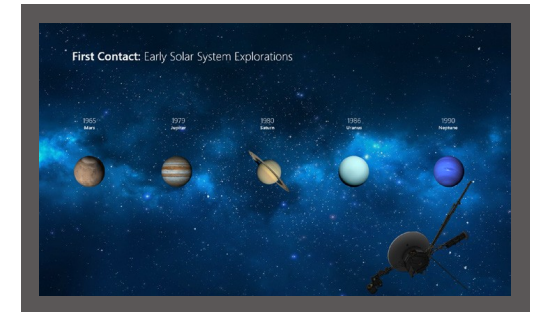 First Contact: Early Solar System Explorations
1965 1979 1980 1986 1990
Mars Jupiter Saturn Uranus Neptune